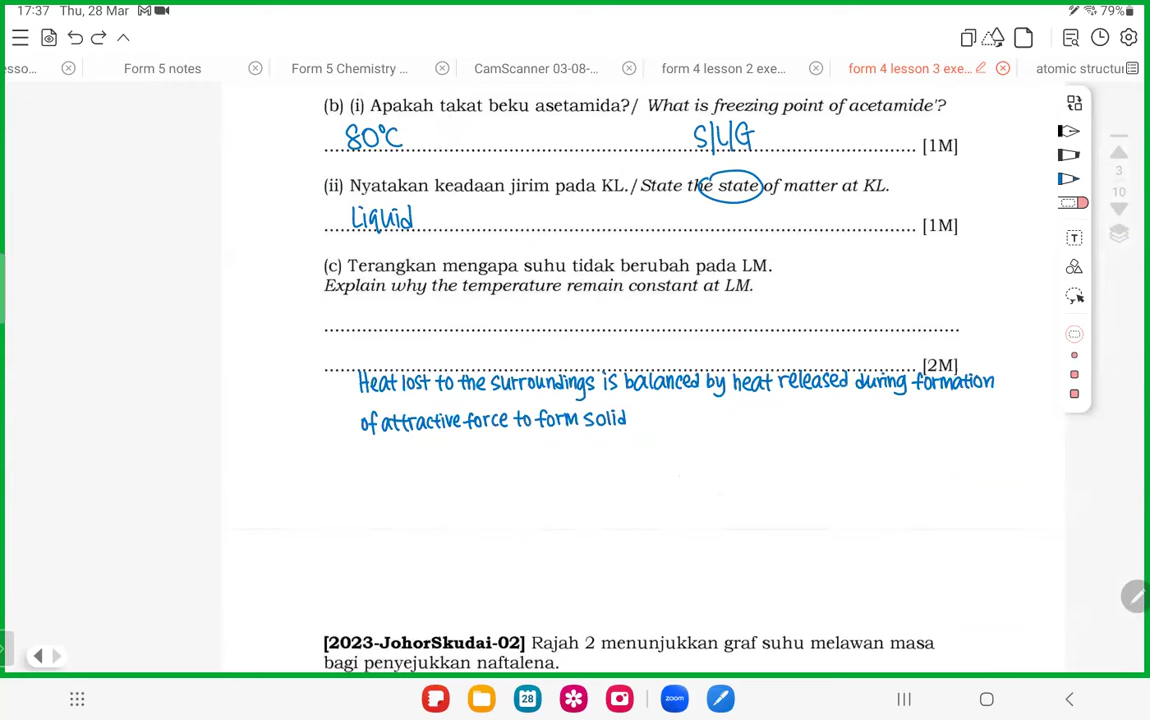 17:37 Thu, 28 Mar 79%
esso... Form 5 notes Form 5 Chemistry ... CamScanner 03-08-... form 4 lesson 2 exe... form 4 lesson 3 exe... atomic structur
(b) (i) Apakah takat beku asetamida?/ What is freezing point of acetamide'?
80°C S/L/G
........ [1M]
(ii) Nyatakan keadaan jirim pada KL./State the state of matter at KL.
Liquid
........ [1M]
(c) Terangkan mengapa suhu tidak berubah pada LM.
Explain why the temperature remain constant at LM.
........
........ [2M]
Heat lost to the surroundings is balanced by heat released during formation
of attractive force to form solid
[2023-JohorSkudai-02] Rajah 2 menunjukkan graf suhu melawan masa
bagi penyejukkan naftalena.
3
10
T
28
zoom